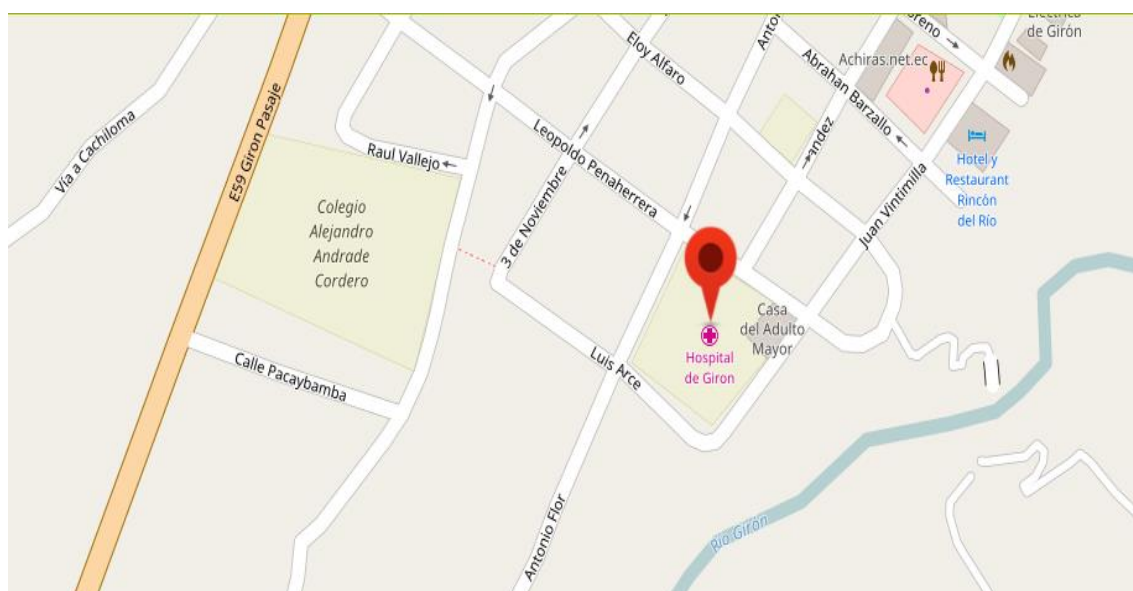 Eléctrica
de Girón
Achiras.net.ec
Eloy Alfaro
Abrahan Barzallo
E59 Giron Pasaje
Vía a Cachiloma
Leopoldo Penaherrera
Raul Vallejo
Hotel y
Restaurant
Rincón
del Río
Juan Vintimilla
Colegio
Alejandro
Andrade
Cordero
3 de Noviembre
Casa
del Adulto
Mayor
Hospital
de Giron
Luis Arce
Calle Pacaybamba
Antonio Flor
Río Girón